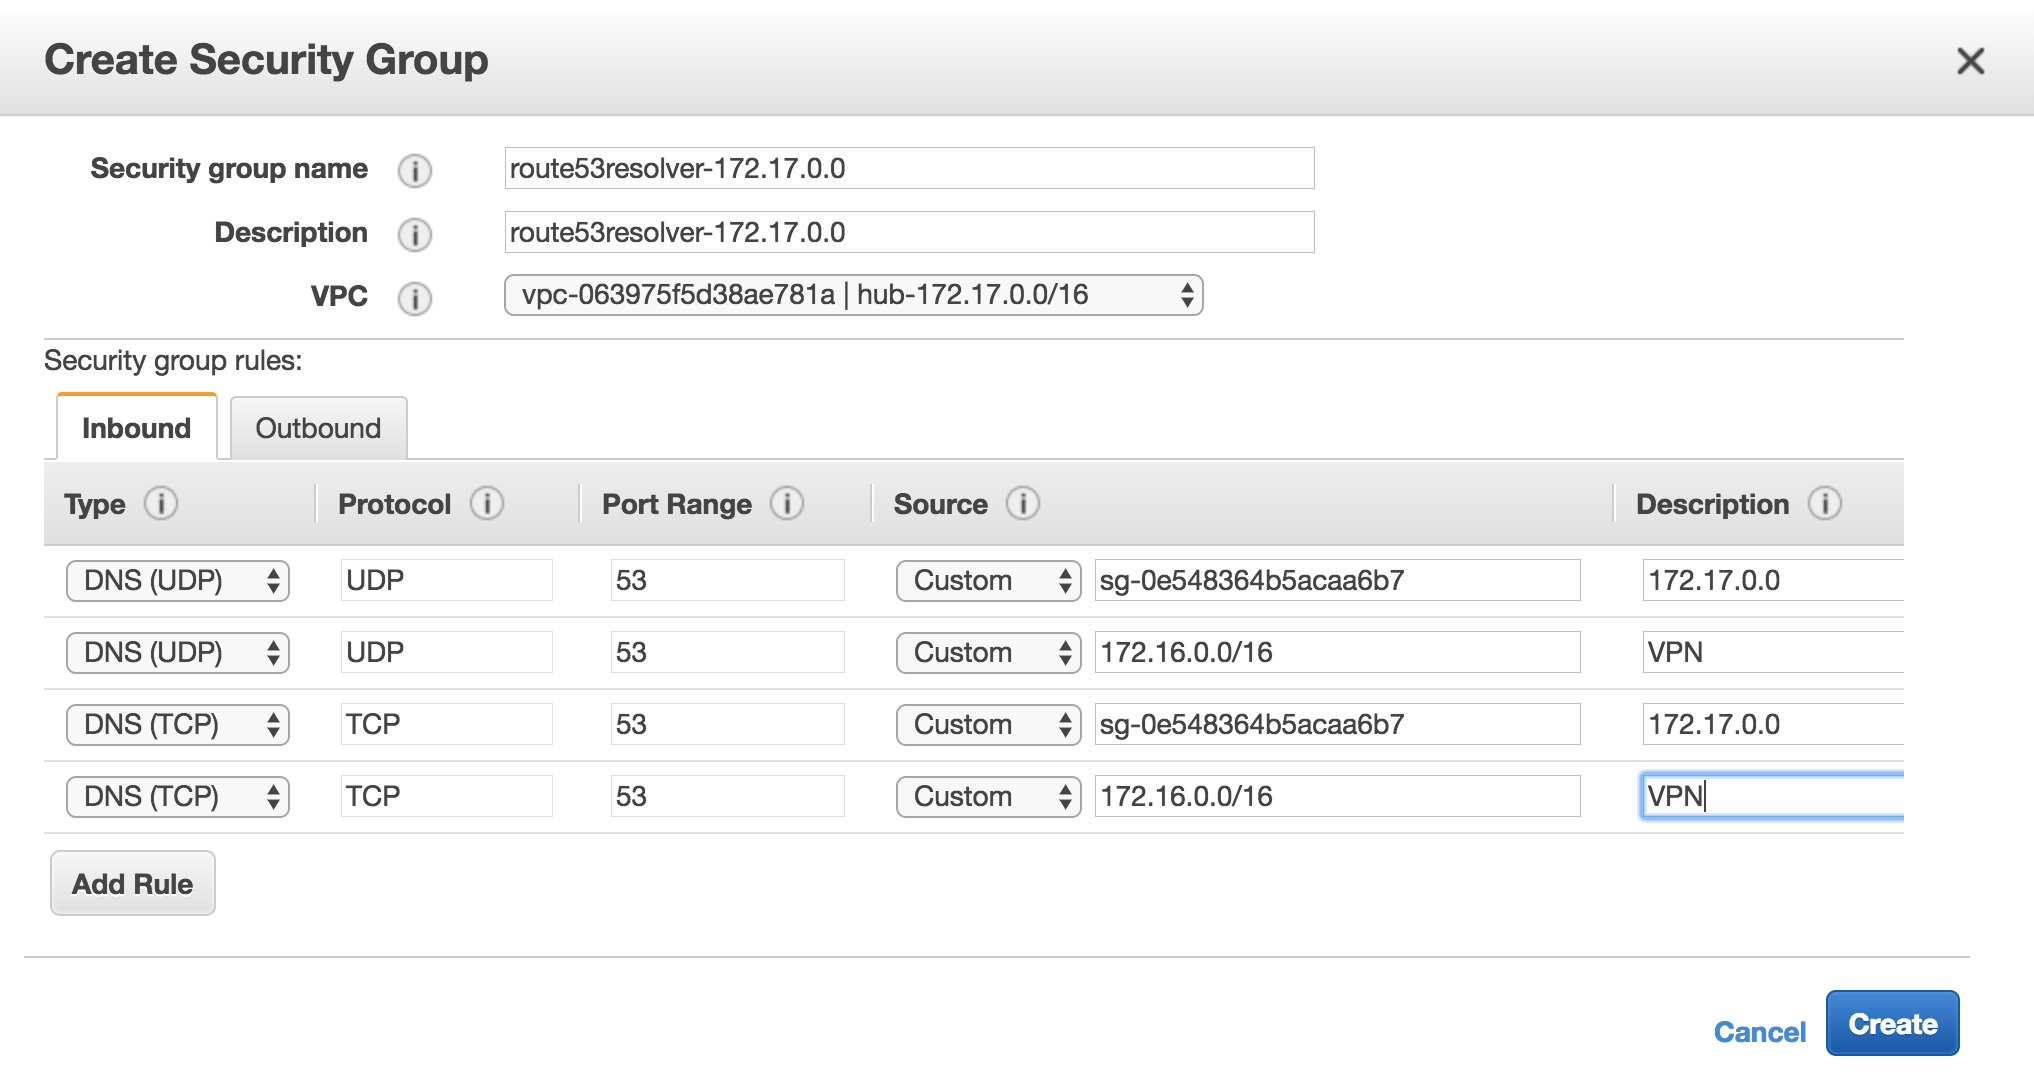 Create Security Group
Security group name route53resolver-172.17.0.0
Description route53resolver-172.17.0.0
VPC vpc-063975f5d38ae781a | hub-172.17.0.0/16
Security group rules:
Inbound Outbound
Type Protocol Port Range Source Description
DNS (UDP) UDP 53 Custom sg-0e548364b5acaa6b7 172.17.0.0
DNS (UDP) UDP 53 Custom 172.16.0.0/16 VPN
DNS (TCP) TCP 53 Custom sg-0e548364b5acaa6b7 172.17.0.0
DNS (TCP) TCP 53 Custom 172.16.0.0/16 VPN
Add Rule
Cancel Create